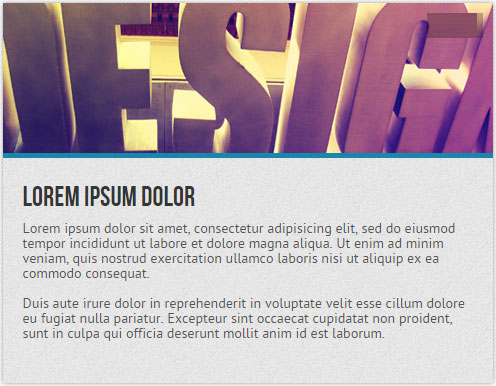 ESIG
LOREM IPSUM DOLOR
Lorem ipsum dolor sit amet, consectetur adipisicing elit, sed do eiusmod
tempor incididunt ut labore et dolore magna aliqua. Ut enim ad minim
veniam, quis nostrud exercitation ullamco laboris nisi ut aliquip ex ea
commodo consequat.
Duis aute irure dolor in reprehenderit in voluptate velit esse cillum dolore
eu fugiat nulla pariatur. Excepteur sint occaecat cupidatat non proident,
sunt in culpa qui officia deserunt mollit anim id est laborum.